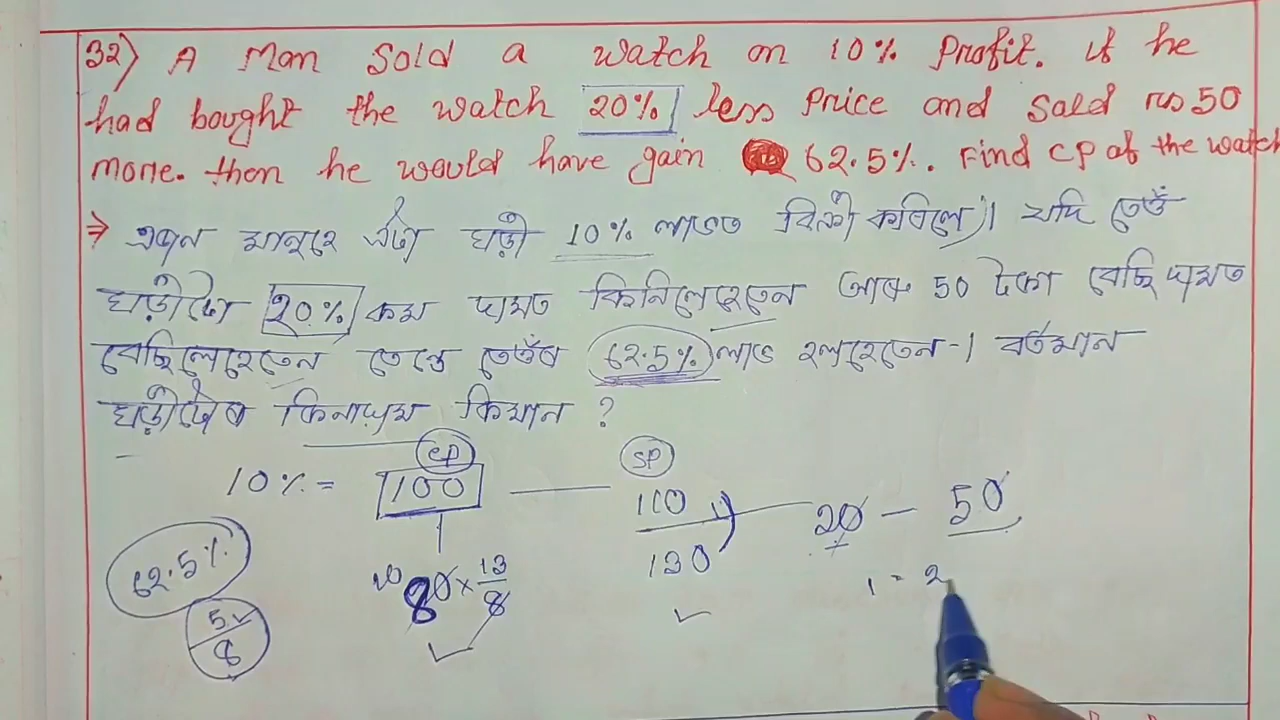 32) A Man Sold a watch on 10% Profit. if he
had bought the watch 20% less Price and Sald rs 50
more. then he would have gain 62.5%. Find CP of the watch
⇒ এজন মানুহে এটা ঘড়ী 10% লাভত বিক্ৰী কৰিলে। যদি তেওঁ
ঘড়ীটো 20% কম দামত কিনিলেহেতেন আৰু 50 টকা বেছি দামত
বেচিলেহেতেন তেন্তে তেওঁৰ 62.5% লাভ হলহেতেন। বৰ্তমান
ঘড়ীটোৰ কিনাদাম কিমান ?
CP SP
10% = 100 — 110 20 — 50
130
62.5% 10 80 × 13/8
5/8
1 = 2